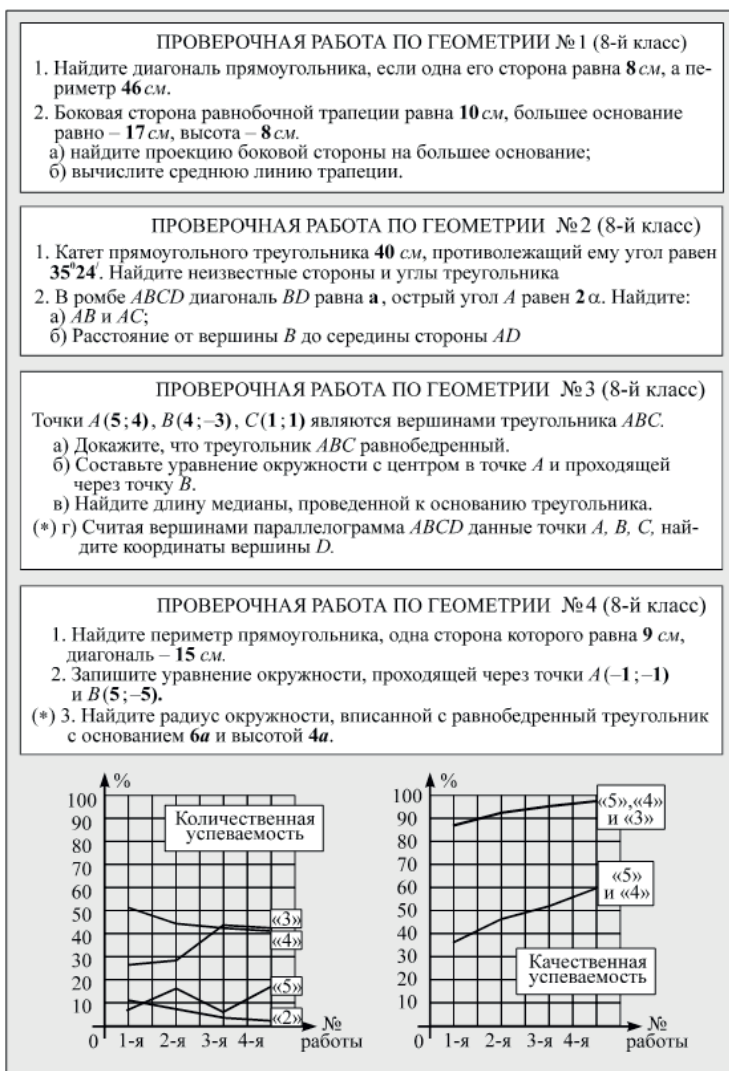 ПРОВЕРОЧНАЯ РАБОТА ПО ГЕОМЕТРИИ №1 (8-й класс)
1. Найдите диагональ прямоугольника, если одна его сторона равна 8 см, а пе-
риметр 46 см.
2. Боковая сторона равнобочной трапеции равна 10 см, большее основание
равно – 17 см, высота – 8 см.
а) найдите проекцию боковой стороны на большее основание;
б) вычислите среднюю линию трапеции.
ПРОВЕРОЧНАЯ РАБОТА ПО ГЕОМЕТРИИ №2 (8-й класс)
1. Катет прямоугольного треугольника 40 см, противолежащий ему угол равен
35⁰24′. Найдите неизвестные стороны и углы треугольника
2. В ромбе ABCD диагональ BD равна a, острый угол A равен 2α. Найдите:
а) AB и AC;
б) Расстояние от вершины B до середины стороны AD
ПРОВЕРОЧНАЯ РАБОТА ПО ГЕОМЕТРИИ №3 (8-й класс)
Точки A(5;4), B(4;–3), C(1;1) являются вершинами треугольника ABC.
а) Докажите, что треугольник ABC равнобедренный.
б) Составьте уравнение окружности с центром в точке A и проходящей
через точку B.
в) Найдите длину медианы, проведенной к основанию треугольника.
(*) г) Считая вершинами параллелограмма ABCD данные точки A, B, C, най-
дите координаты вершины D.
ПРОВЕРОЧНАЯ РАБОТА ПО ГЕОМЕТРИИ №4 (8-й класс)
1. Найдите периметр прямоугольника, одна сторона которого равна 9 см,
диагональ – 15 см.
2. Запишите уравнение окружности, проходящей через точки A(–1;–1)
и B(5;–5).
(*) 3. Найдите радиус окружности, вписанной с равнобедренный треугольник
с основанием 6a и высотой 4a.
%
100
90
80
70
60
50
40
30
20
10
0
Количественная
успеваемость
«3»
«4»
«5»
«2»
1-я 2-я 3-я 4-я
№
работы
%
100
90
80
70
60
50
40
30
20
10
0
«5»,«4»
и «3»
«5»
и «4»
Качественная
успеваемость
1-я 2-я 3-я 4-я
№
работы